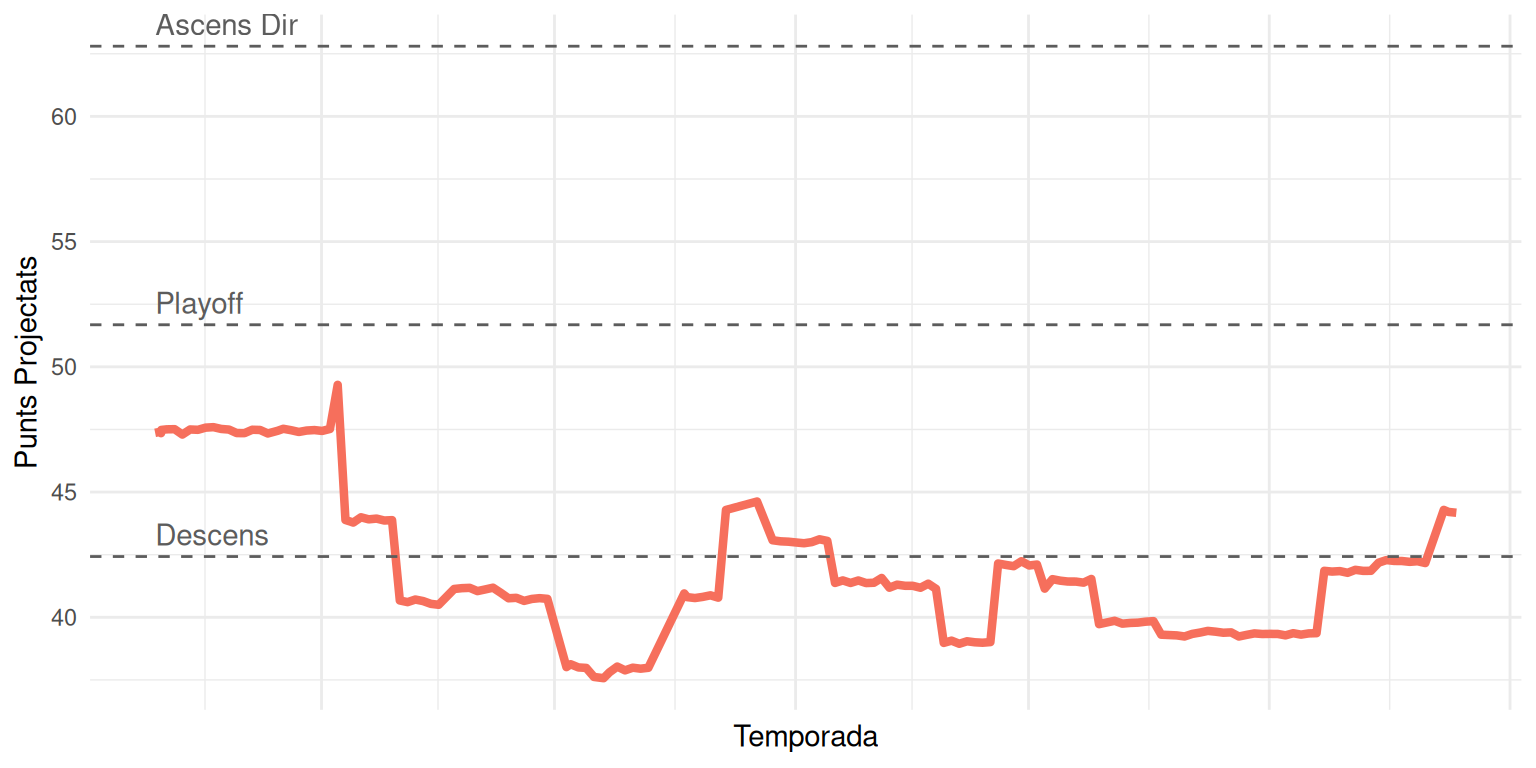 Ascens Dir
60
55
Playoff
50
45
Descens
40
Punts Projectats
Temporada